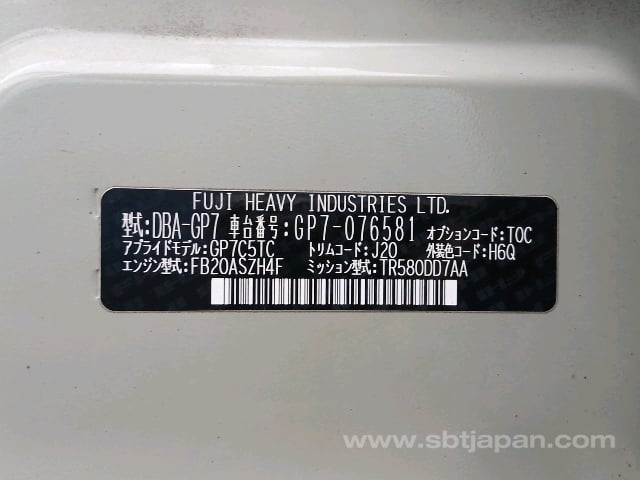 FUJI HEAVY INDUSTRIES LTD.
型式:DBA-GP7 車台番号:GP7-076581 オプションコード:TOC
アプライドモデル:GP7C5TC トリムコード:J20 外装色コード:H6Q
エンジン型式:FB20ASZH4F ミッション型式:TR580DD7AA
www.sbtjapan.com